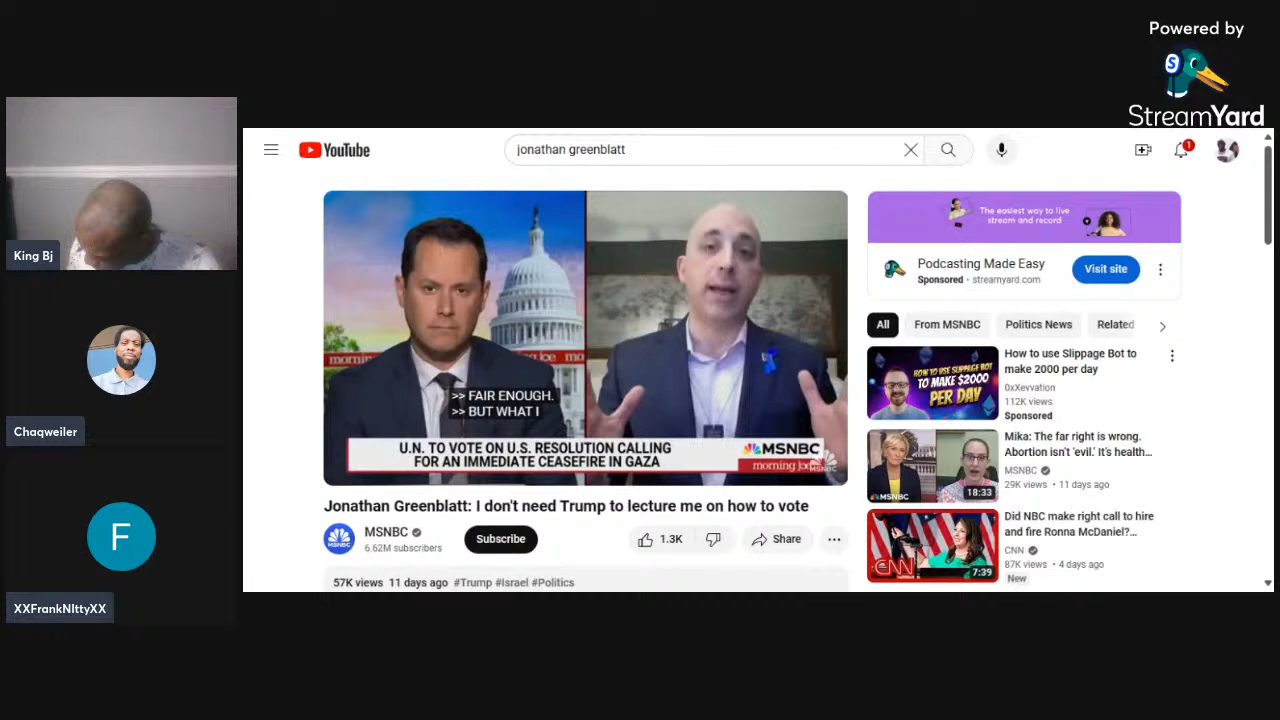 Powered by
StreamYard
King Bj
Chaqweiler
F
XXFrankNIttyXX
YouTube
jonathan greenblatt
1
>> FAIR ENOUGH.
>> BUT WHAT I
U.N. TO VOTE ON U.S. RESOLUTION CALLING
FOR AN IMMEDIATE CEASEFIRE IN GAZA
MSNBC
morning joe
MSNBC
Jonathan Greenblatt: I don't need Trump to lecture me on how to vote
MSNBC
6.62M subscribers
Subscribe
1.3K
Share
57K views 11 days ago #Trump #Israel #Politics
The easiest way to live
stream and record
Podcasting Made Easy
Sponsored · streamyard.com
Visit site
All
From MSNBC
Politics News
Related
HOW TO USE SLIPPAGE BOT
TO MAKE $2000
PER DAY
How to use Slippage Bot to
make 2000 per day
0xXevvation
112K views
Sponsored
MSNBC
18:33
Mika: The far right is wrong.
Abortion isn't 'evil.' It's health...
MSNBC
29K views • 11 days ago
CNN
7:39
Did NBC make right call to hire
and fire Ronna McDaniel?...
CNN
87K views • 4 days ago
New